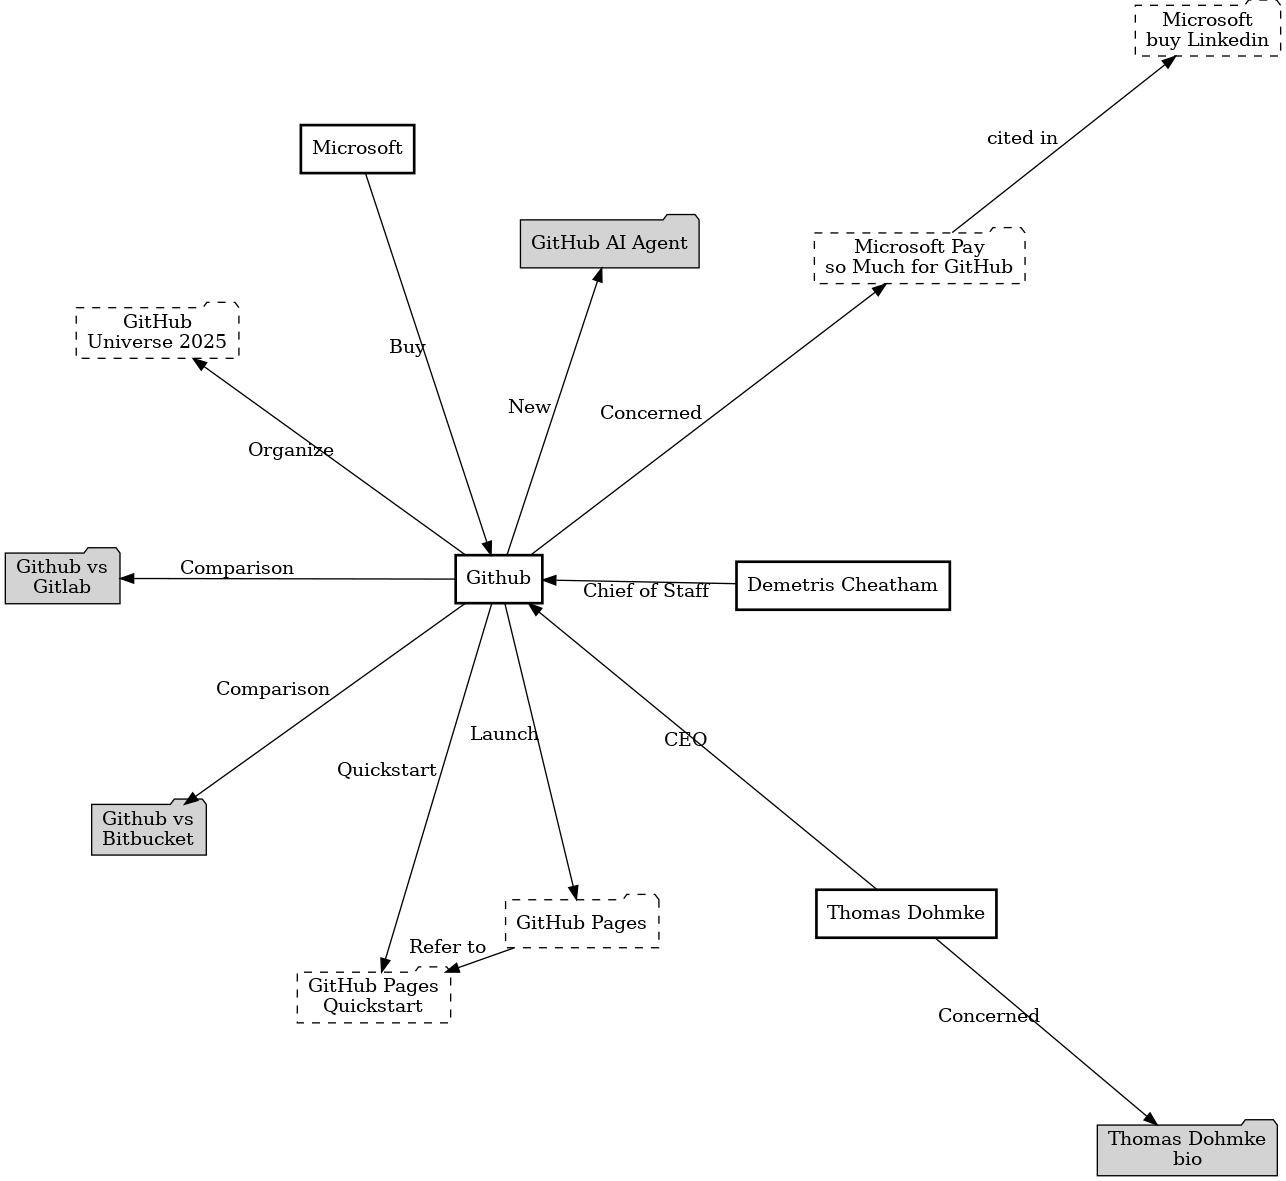 Microsoft
buy Linkedin
cited in
Microsoft
GitHub AI Agent
Microsoft Pay
so Much for GitHub
GitHub
Universe 2025
Buy
New
Concerned
Organize
Github vs
Gitlab
Comparison
Github
Chief of Staff
Demetris Cheatham
Comparison
Launch
CEO
Quickstart
Github vs
Bitbucket
Thomas Dohmke
GitHub Pages
Refer to
GitHub Pages
Quickstart
Concerned
Thomas Dohmke
bio